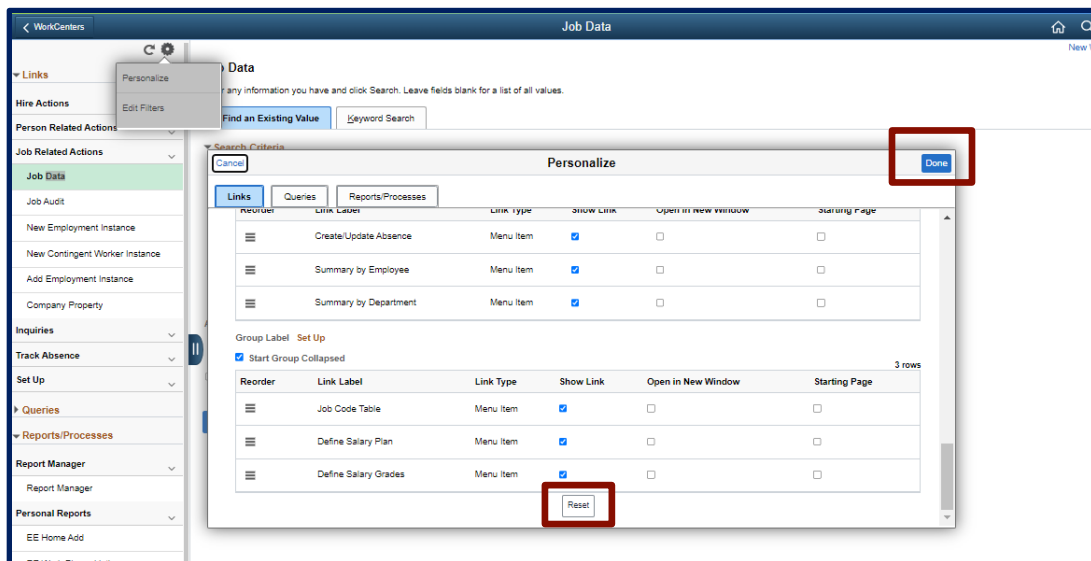 WorkCenters
Job Data
New
Links
Hire Actions
Person Related Actions
Job Related Actions
Job Data
Job Audit
New Employment Instance
New Contingent Worker Instance
Add Employment Instance
Company Property
Inquiries
Track Absence
Set Up
Queries
Reports/Processes
Report Manager
Report Manager
Personal Reports
EE Home Add
Personalize
Edit Filters
Data
any information you have and click Search. Leave fields blank for a list of all values.
Find an Existing Value Keyword Search
Search Criteria
Cancel Personalize Done
Links Queries Reports/Processes
Reorder Link Label Link Type Show Link Open in New Window Starting Page
Create/Update Absence Menu Item
Summary by Employee Menu Item
Summary by Department Menu Item
Group Label Set Up
Start Group Collapsed
3 rows
Reorder Link Label Link Type Show Link Open in New Window Starting Page
Job Code Table Menu Item
Define Salary Plan Menu Item
Define Salary Grades Menu Item
Reset